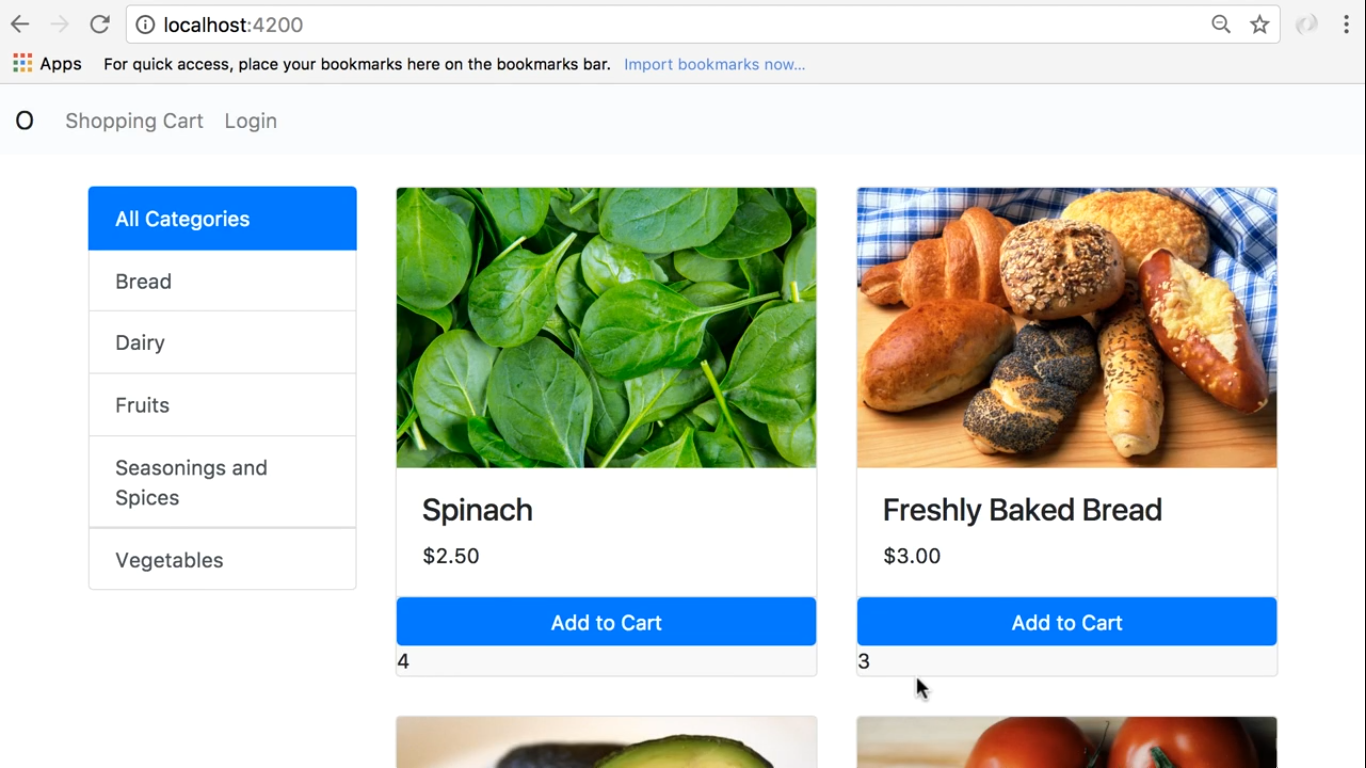 localhost:4200
Apps For quick access, place your bookmarks here on the bookmarks bar. Import bookmarks now...
O Shopping Cart Login
All Categories
Bread
Dairy
Fruits
Seasonings and
Spices
Vegetables
Spinach
$2.50
Add to Cart
4
Freshly Baked Bread
$3.00
Add to Cart
3